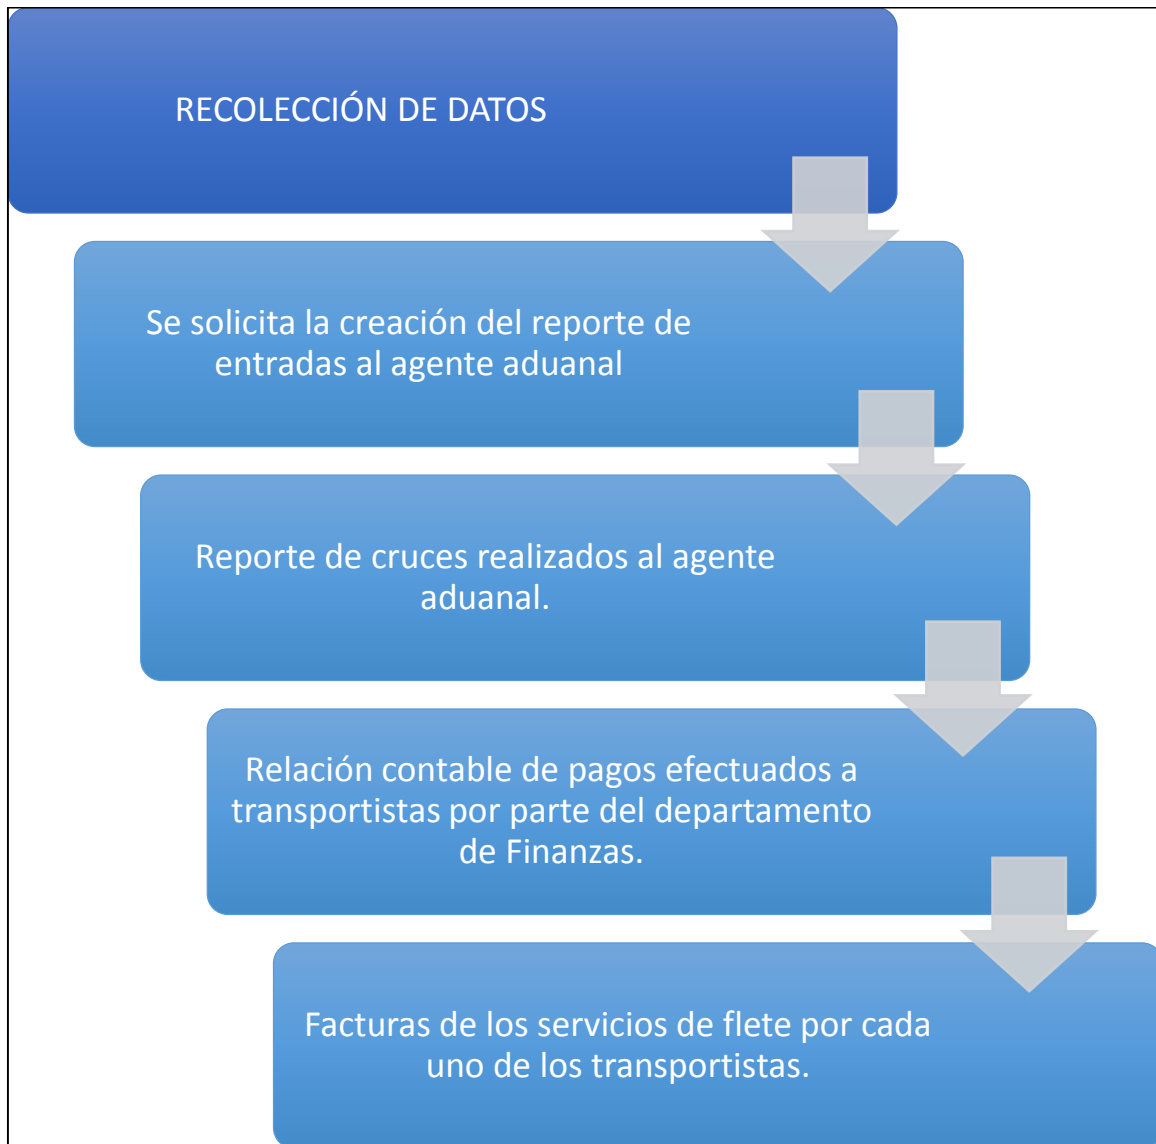 RECOLECCIÓN DE DATOS
Se solicita la creación del reporte de
entradas al agente aduanal
Reporte de cruces realizados al agente
aduanal.
Relación contable de pagos efectuados a
transportistas por parte del departamento
de Finanzas.
Facturas de los servicios de flete por cada
uno de los transportistas.